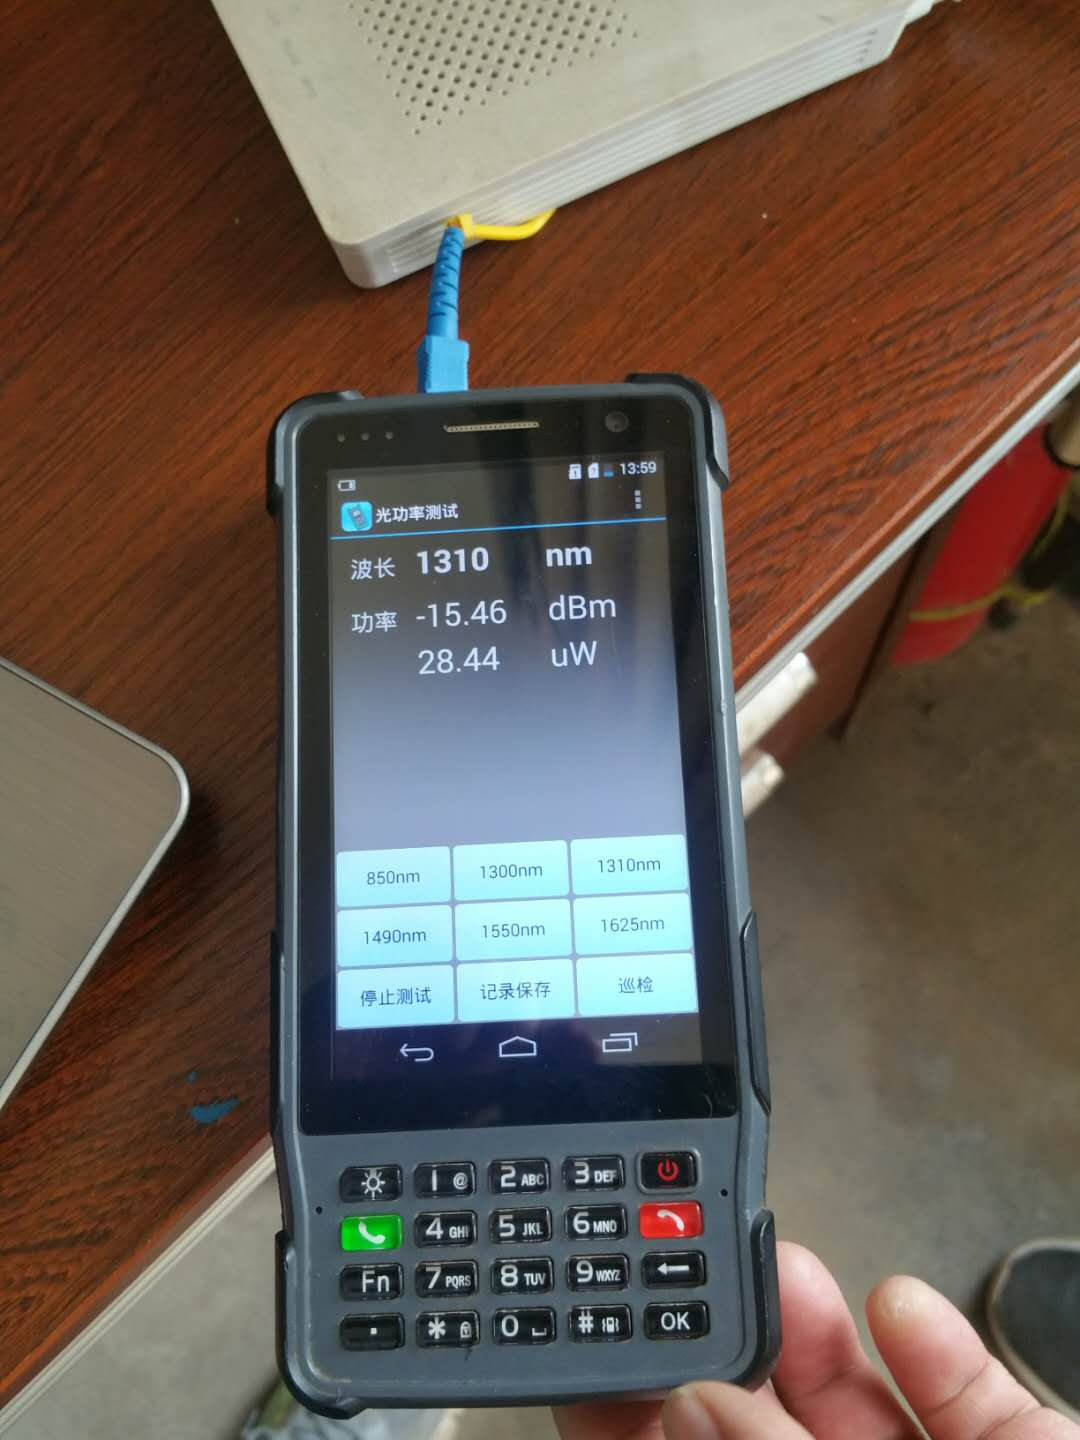 13:59
光功率测试
波长 1310 nm
功率 -15.46 dBm
28.44 uW
850nm 1300nm 1310nm
1490nm 1550nm 1625nm
停止测试 记录保存 巡检
1 @ 2 ABC 3 DEF
4 GHI 5 JKL 6 MNO
Fn 7 PQRS 8 TUV 9 WXYZ
. * 0 # OK